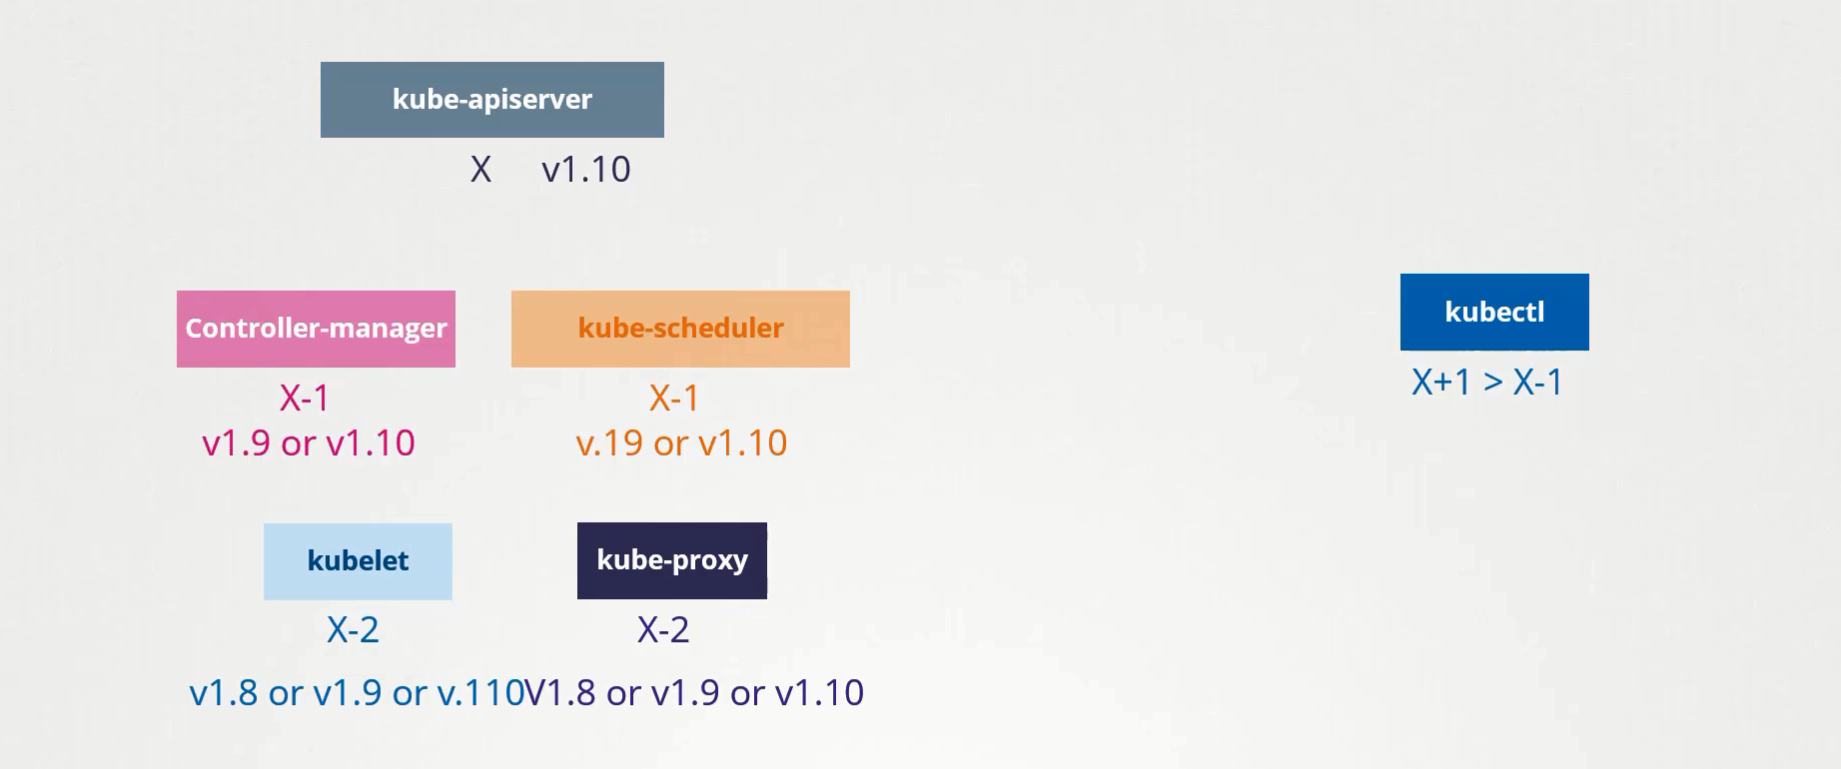 kube-apiserver
X v1.10
Controller-manager
X-1
v1.9 or v1.10
kube-scheduler
X-1
v.19 or v1.10
kubectl
X+1 > X-1
kubelet
X-2
v1.8 or v1.9 or v.110
kube-proxy
X-2
V1.8 or v1.9 or v1.10